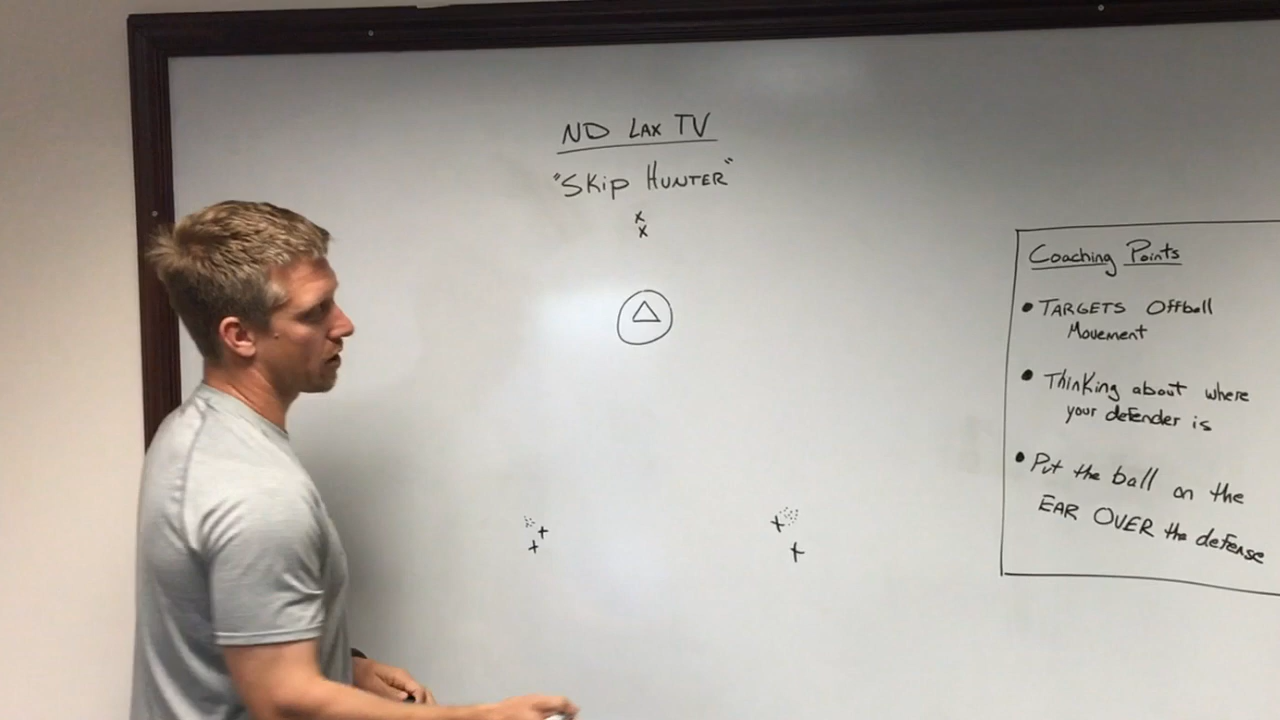 ND LAX TV
"SKip HUNTER"
x
x
Coaching Points
• TARGETS Offball
Movement
• Thinking about where
your defender is
• Put the ball on the
EAR OVER the defense